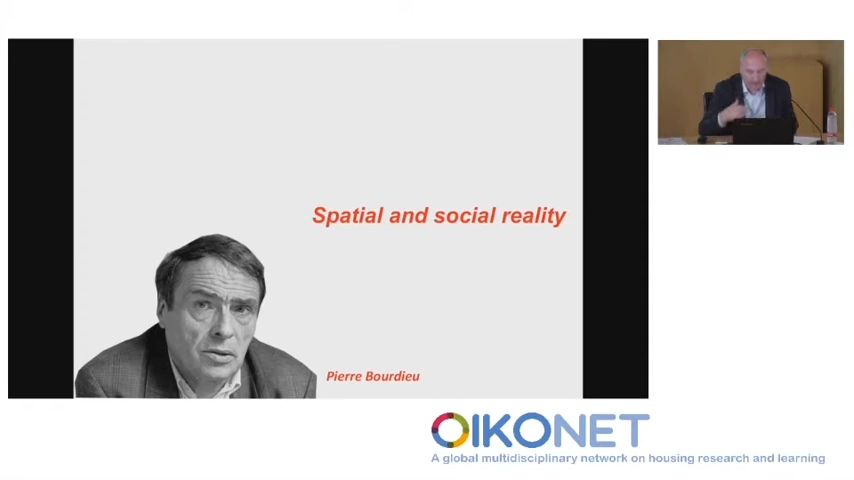 Spatial and social reality
Pierre Bourdieu
OIKONET
A global multidisciplinary network on housing research and learning